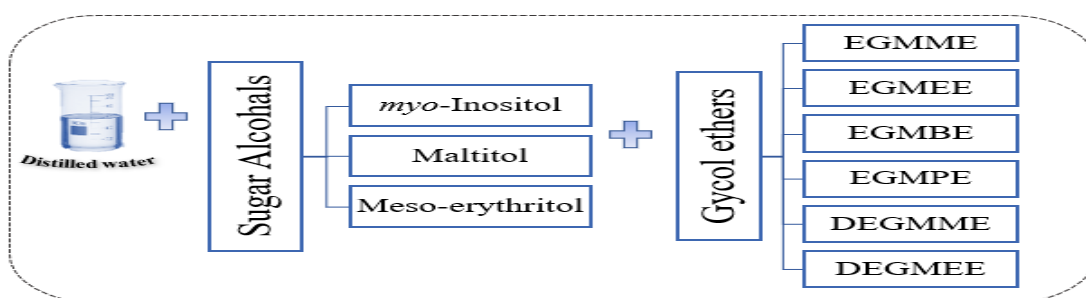 Distilled water
Sugar Alcohals
myo-Inositol
Maltitol
Meso-erythritol
Gycol ethers
EGMME
EGMEE
EGMBE
EGMPE
DEGMME
DEGMEE